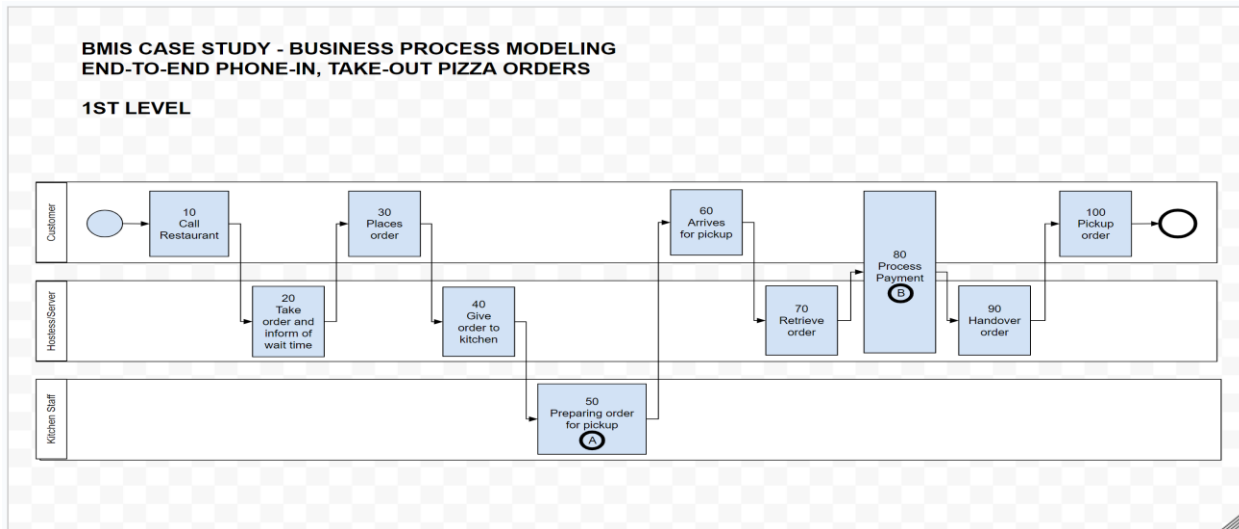 BMIS CASE STUDY - BUSINESS PROCESS MODELING
END-TO-END PHONE-IN, TAKE-OUT PIZZA ORDERS
1ST LEVEL
Customer
10
Call
Restaurant
30
Places
order
60
Arrives
for pickup
80
Process
Payment
B
100
Pickup
order
Hostess/Server
20
Take
order and
inform of
wait time
40
Give
order to
kitchen
70
Retrieve
order
90
Handover
order
Kitchen Staff
50
Preparing order
for pickup
A